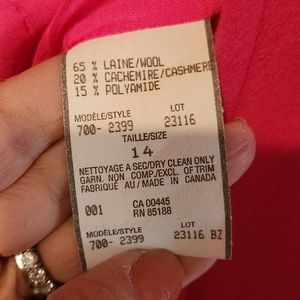 65 % LAINE/WOOL
20 % CACHEMIRE/CASHMERE
15 % POLYAMIDE
MODÈLE/STYLE LOT
700- 2399 23116
TAILLE/SIZE
14
NETTOYAGE A SEC/DRY CLEAN ONLY
GARN. NON COMP./EXCL. OF TRIM
FABRIQUÉ AU / MADE IN CANADA
001 CA 00445
RN 85188
MODÈLE/STYLE LOT
700- 2399 23116 BZ